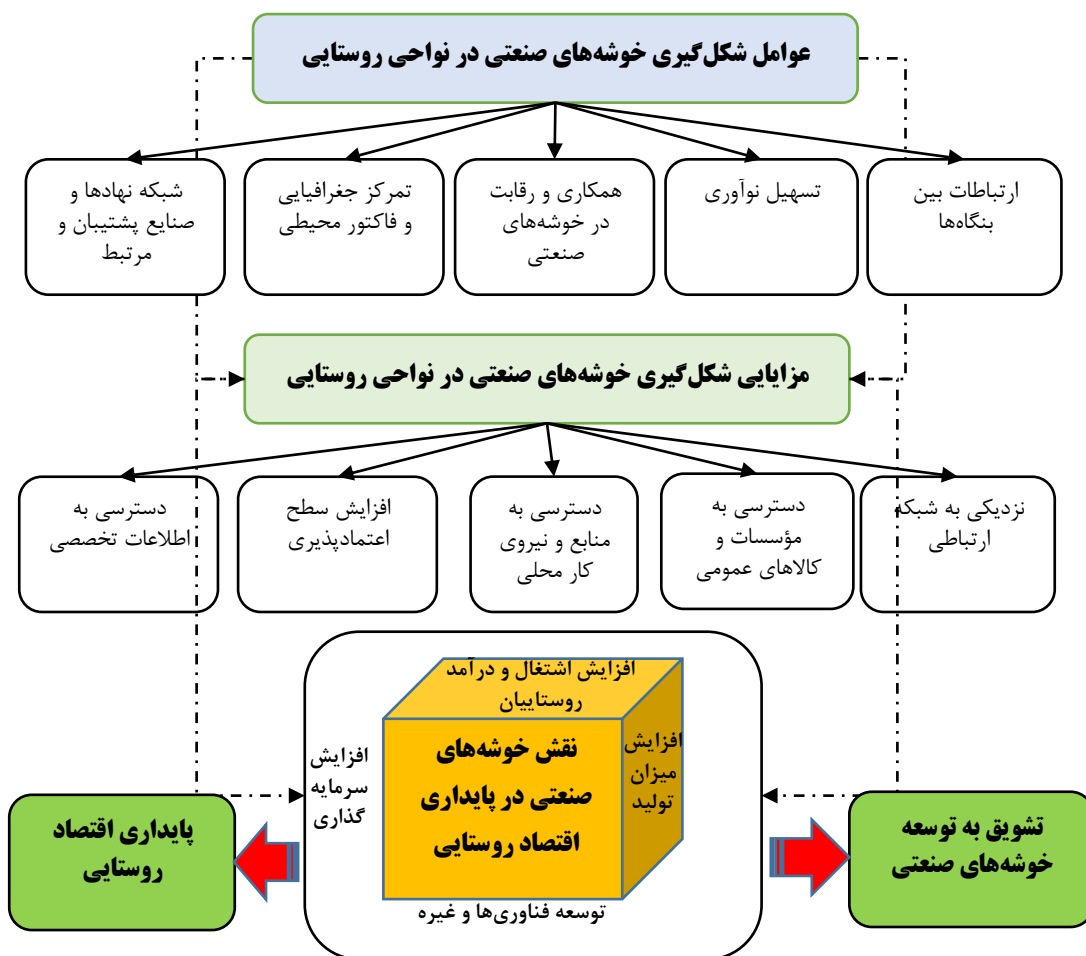 عوامل شکل‌گیری خوشه‌های صنعتی در نواحی روستایی
ارتباطات بین
بنگاه‌ها
تسهیل نوآوری
همکاری و رقابت
در خوشه‌های
صنعتی
تمرکز جغرافیایی
و فاکتور محیطی
شبکه نهادها و
صنایع پشتیبان و
مرتبط
مزایایی شکل‌گیری خوشه‌های صنعتی در نواحی روستایی
نزدیکی به شبکه
ارتباطی
دسترسی به
مؤسسات و
کالاهای عمومی
دسترسی به
منابع و نیروی
کار محلی
افزایش سطح
اعتمادپذیری
دسترسی به
اطلاعات تخصصی
افزایش اشتغال و درآمد
روستاییان
افزایش
میزان
تولید
نقش خوشه‌های
صنعتی در پایداری
اقتصاد روستایی
افزایش
سرمایه
گذاری
توسعه فناوری‌ها و غیره
تشویق به توسعه
خوشه‌های صنعتی
پایداری اقتصاد
روستایی